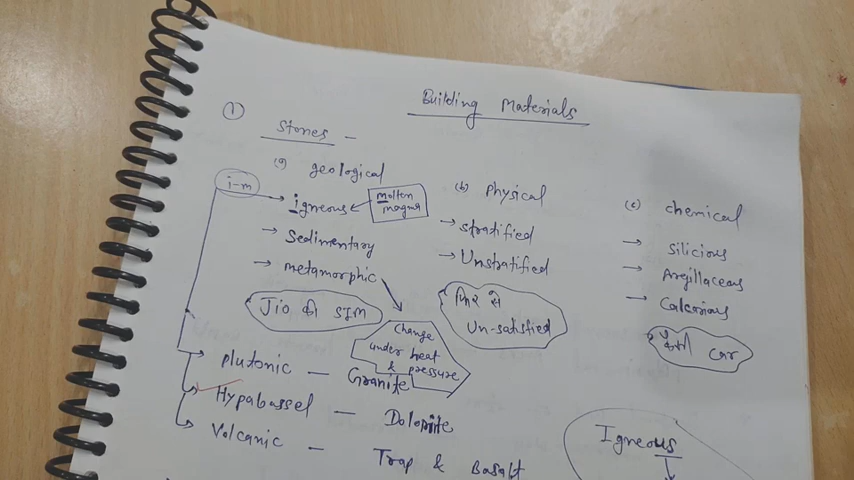 Building Materials
① Stones -
(a) geological
i-m
→ igneous ← molten magma
→ Sedimentary
→ metamorphic
Jio की SIM
Change under heat & pressure
(b) Physical
→ Stratified
→ Unstratified
फिर से
Un-satisfied
(c) chemical
→ Silicious
→ Argillaceous
→ Calcarious
car
→ Plutonic — Granite
→ Hypabassel — Dolomite
→ Volcanic — Trap & Basalt
Igneous